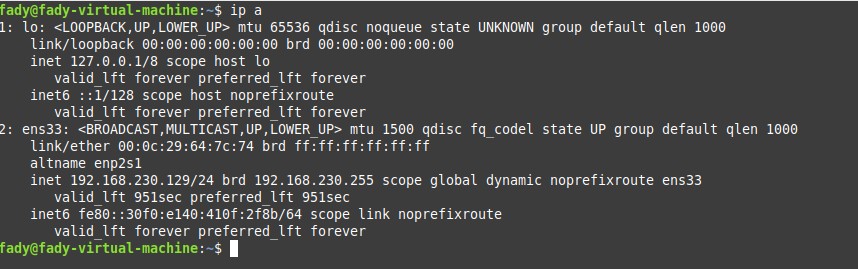 fady@fady-virtual-machine:~$ ip a
1: lo: <LOOPBACK,UP,LOWER_UP> mtu 65536 qdisc noqueue state UNKNOWN group default qlen 1000
    link/loopback 00:00:00:00:00:00 brd 00:00:00:00:00:00
    inet 127.0.0.1/8 scope host lo
       valid_lft forever preferred_lft forever
    inet6 ::1/128 scope host noprefixroute
       valid_lft forever preferred_lft forever
2: ens33: <BROADCAST,MULTICAST,UP,LOWER_UP> mtu 1500 qdisc fq_codel state UP group default qlen 1000
    link/ether 00:0c:29:64:7c:74 brd ff:ff:ff:ff:ff:ff
    altname enp2s1
    inet 192.168.230.129/24 brd 192.168.230.255 scope global dynamic noprefixroute ens33
       valid_lft 951sec preferred_lft 951sec
    inet6 fe80::30f0:e140:410f:2f8b/64 scope link noprefixroute
       valid_lft forever preferred_lft forever
fady@fady-virtual-machine:~$